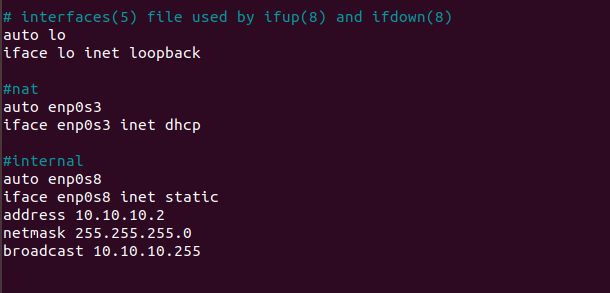 # interfaces(5) file used by ifup(8) and ifdown(8)
auto lo
iface lo inet loopback
#nat
auto enp0s3
iface enp0s3 inet dhcp
#internal
auto enp0s8
iface enp0s8 inet static
address 10.10.10.2
netmask 255.255.255.0
broadcast 10.10.10.255